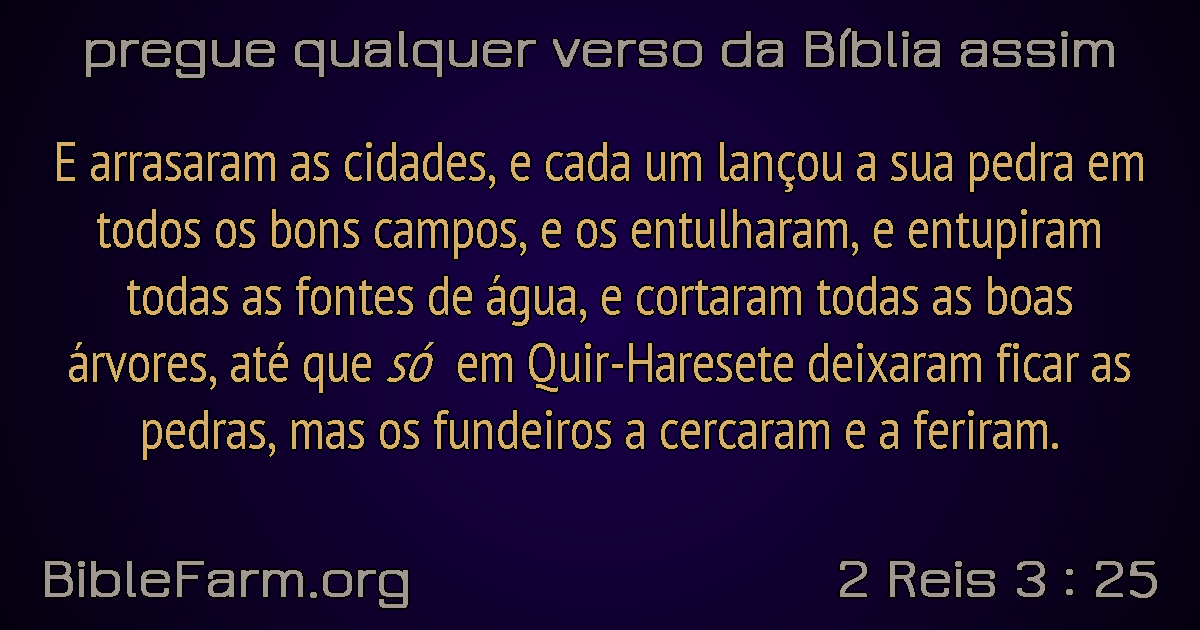 pregue qualquer verso da Bíblia assim
E arrasaram as cidades, e cada um lançou a sua pedra em
todos os bons campos, e os entulharam, e entupiram
todas as fontes de água, e cortaram todas as boas
árvores, até que só em Quir-Haresete deixaram ficar as
pedras, mas os fundeiros a cercaram e a feriram.
BibleFarm.org
2 Reis 3 : 25